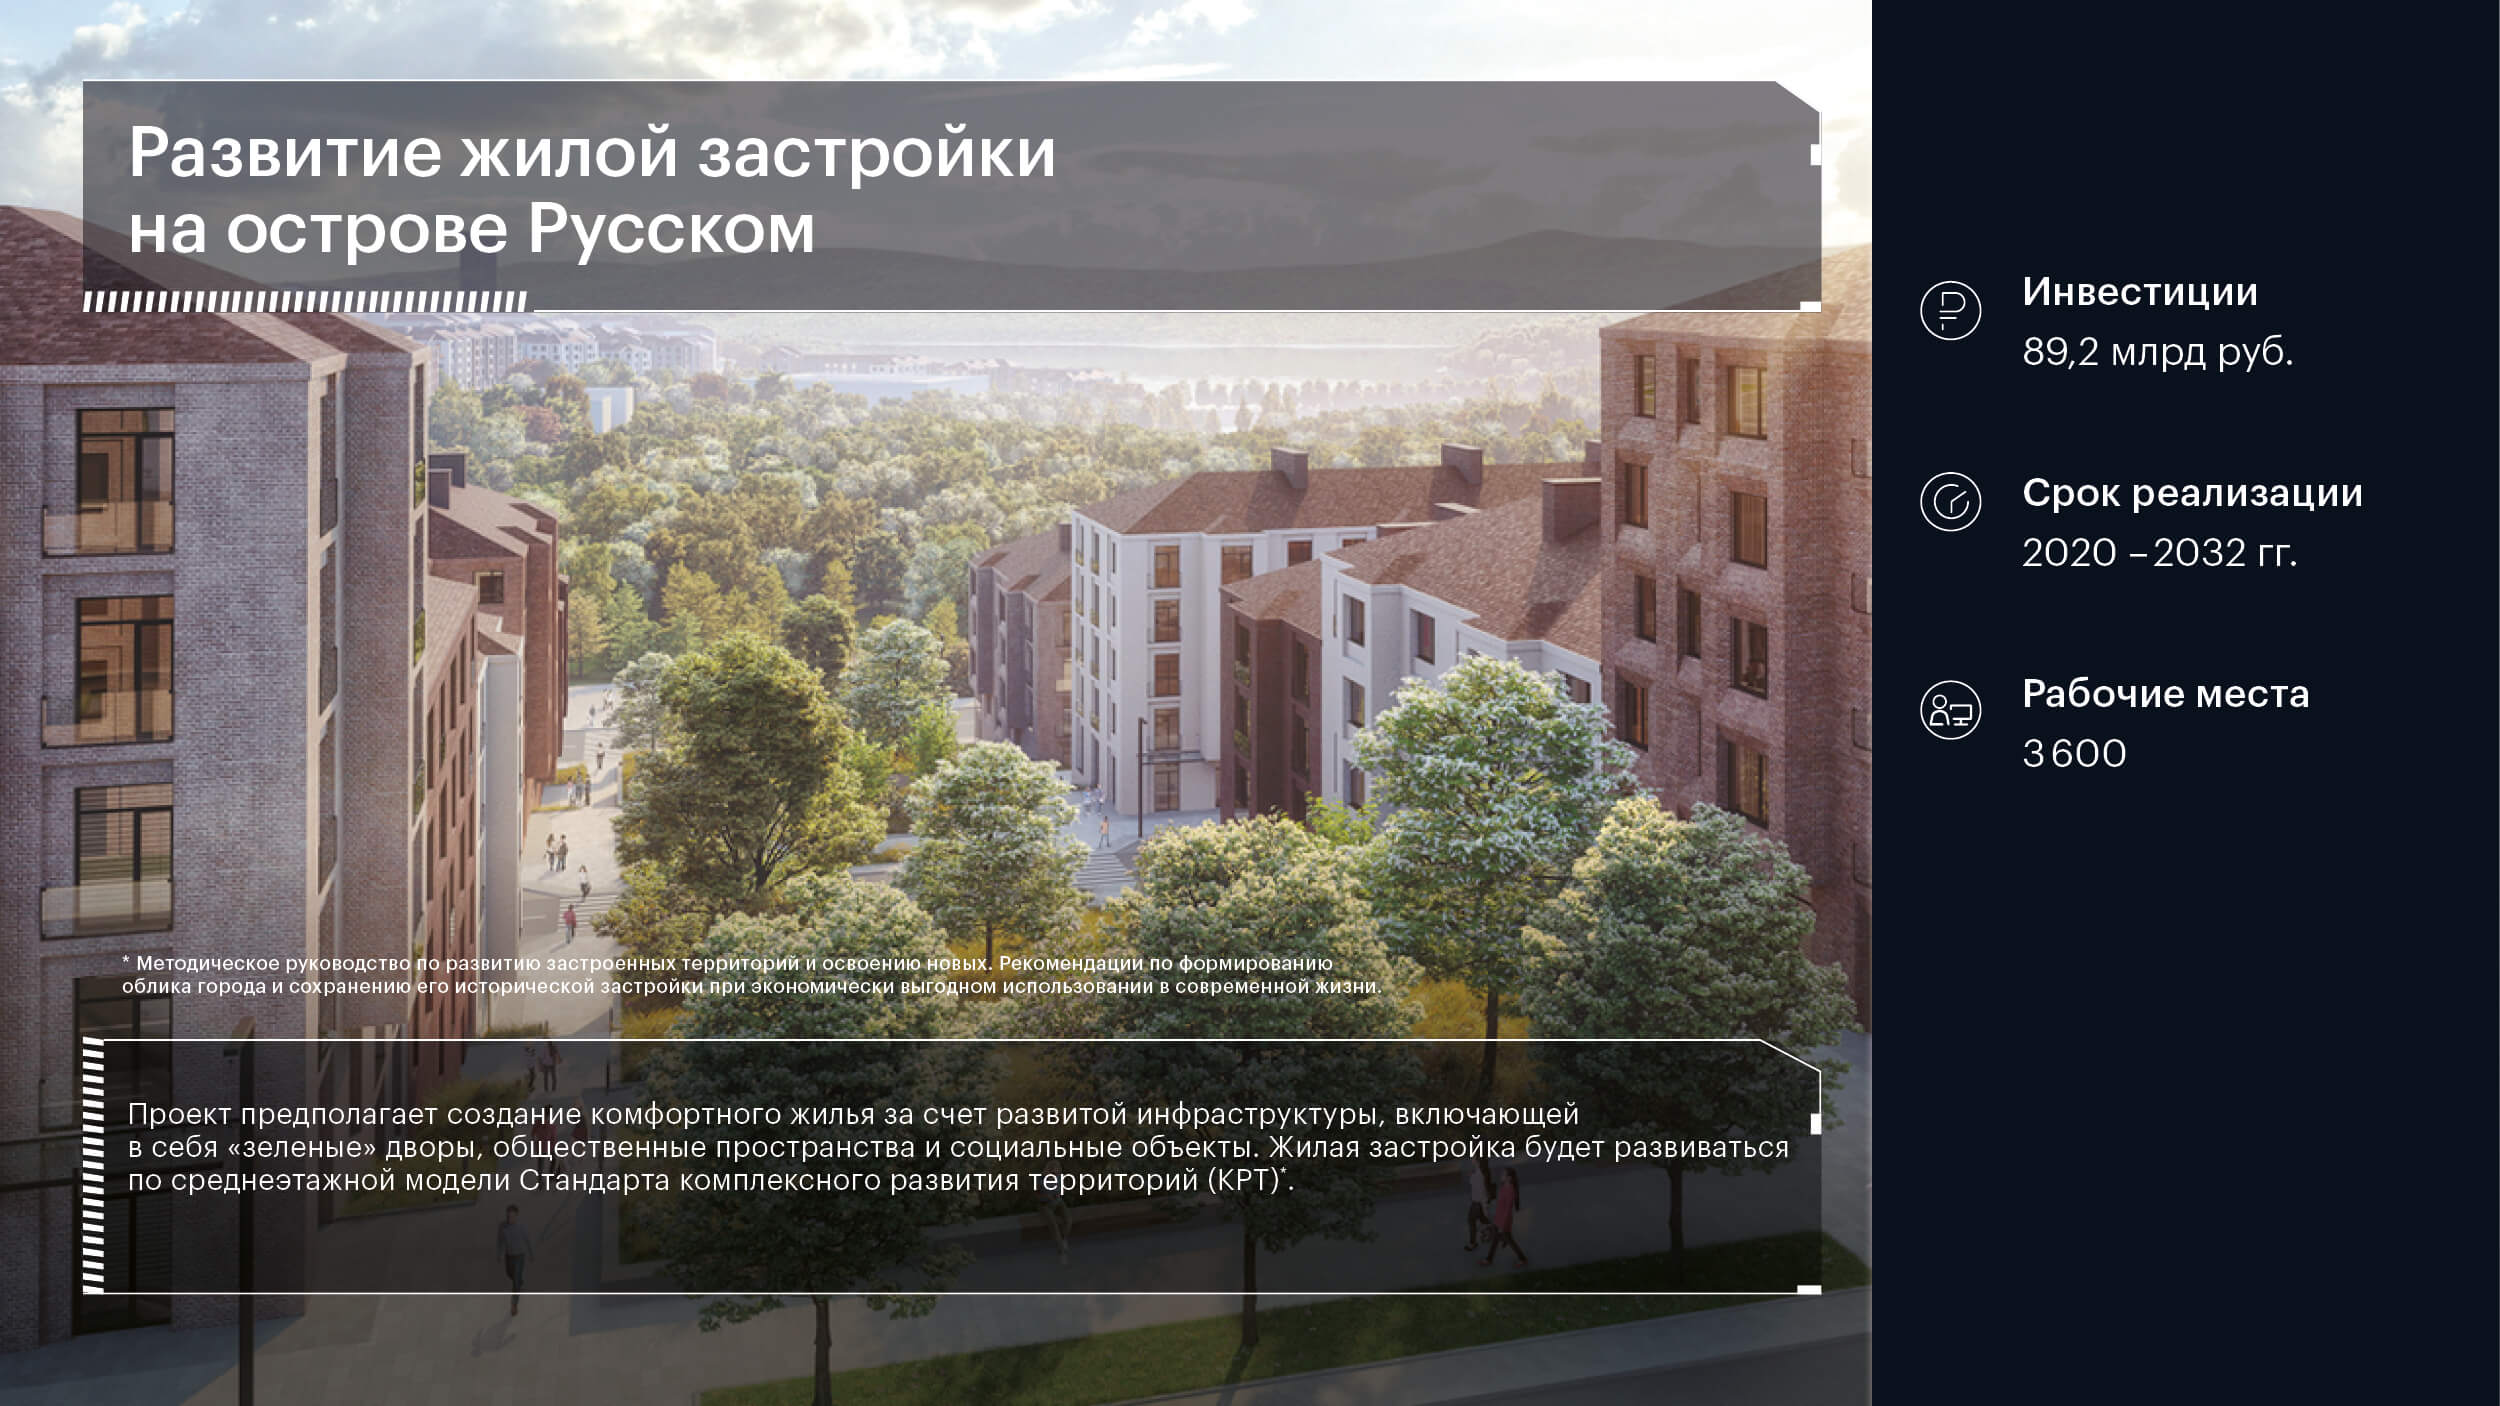 Развитие жилой застройки
на острове Русском
Инвестиции
89,2 млрд руб.
Срок реализации
2020 – 2032 гг.
Рабочие места
3 600
* Методическое руководство по развитию застроенных территорий и освоению новых. Рекомендации по формированию
облика города и сохранению его исторической застройки при экономически выгодном использовании в современной жизни.
Проект предполагает создание комфортного жилья за счет развитой инфраструктуры, включающей
в себя «зеленые» дворы, общественные пространства и социальные объекты. Жилая застройка будет развиваться
по среднеэтажной модели Стандарта комплексного развития территорий (КРТ)*.